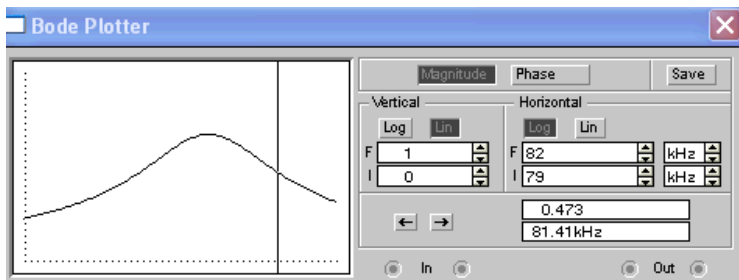 Bode Plotter
Magnitude Phase Save
Vertical Horizontal
Log Lin Log Lin
F 1 F 82 kHz
I 0 I 79 kHz
← → 0.473
81.41kHz
In Out